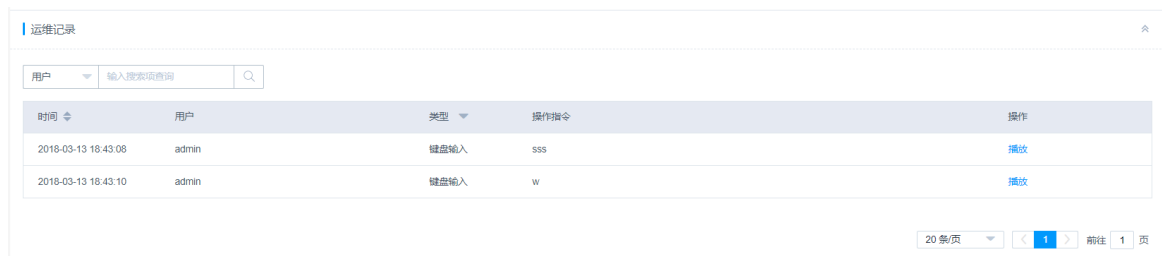 运维记录
用户 输入搜索项查询
时间 用户 类型 操作指令 操作
2018-03-13 18:43:08 admin 键盘输入 sss 播放
2018-03-13 18:43:10 admin 键盘输入 w 播放
20 条/页 1 前往 1 页